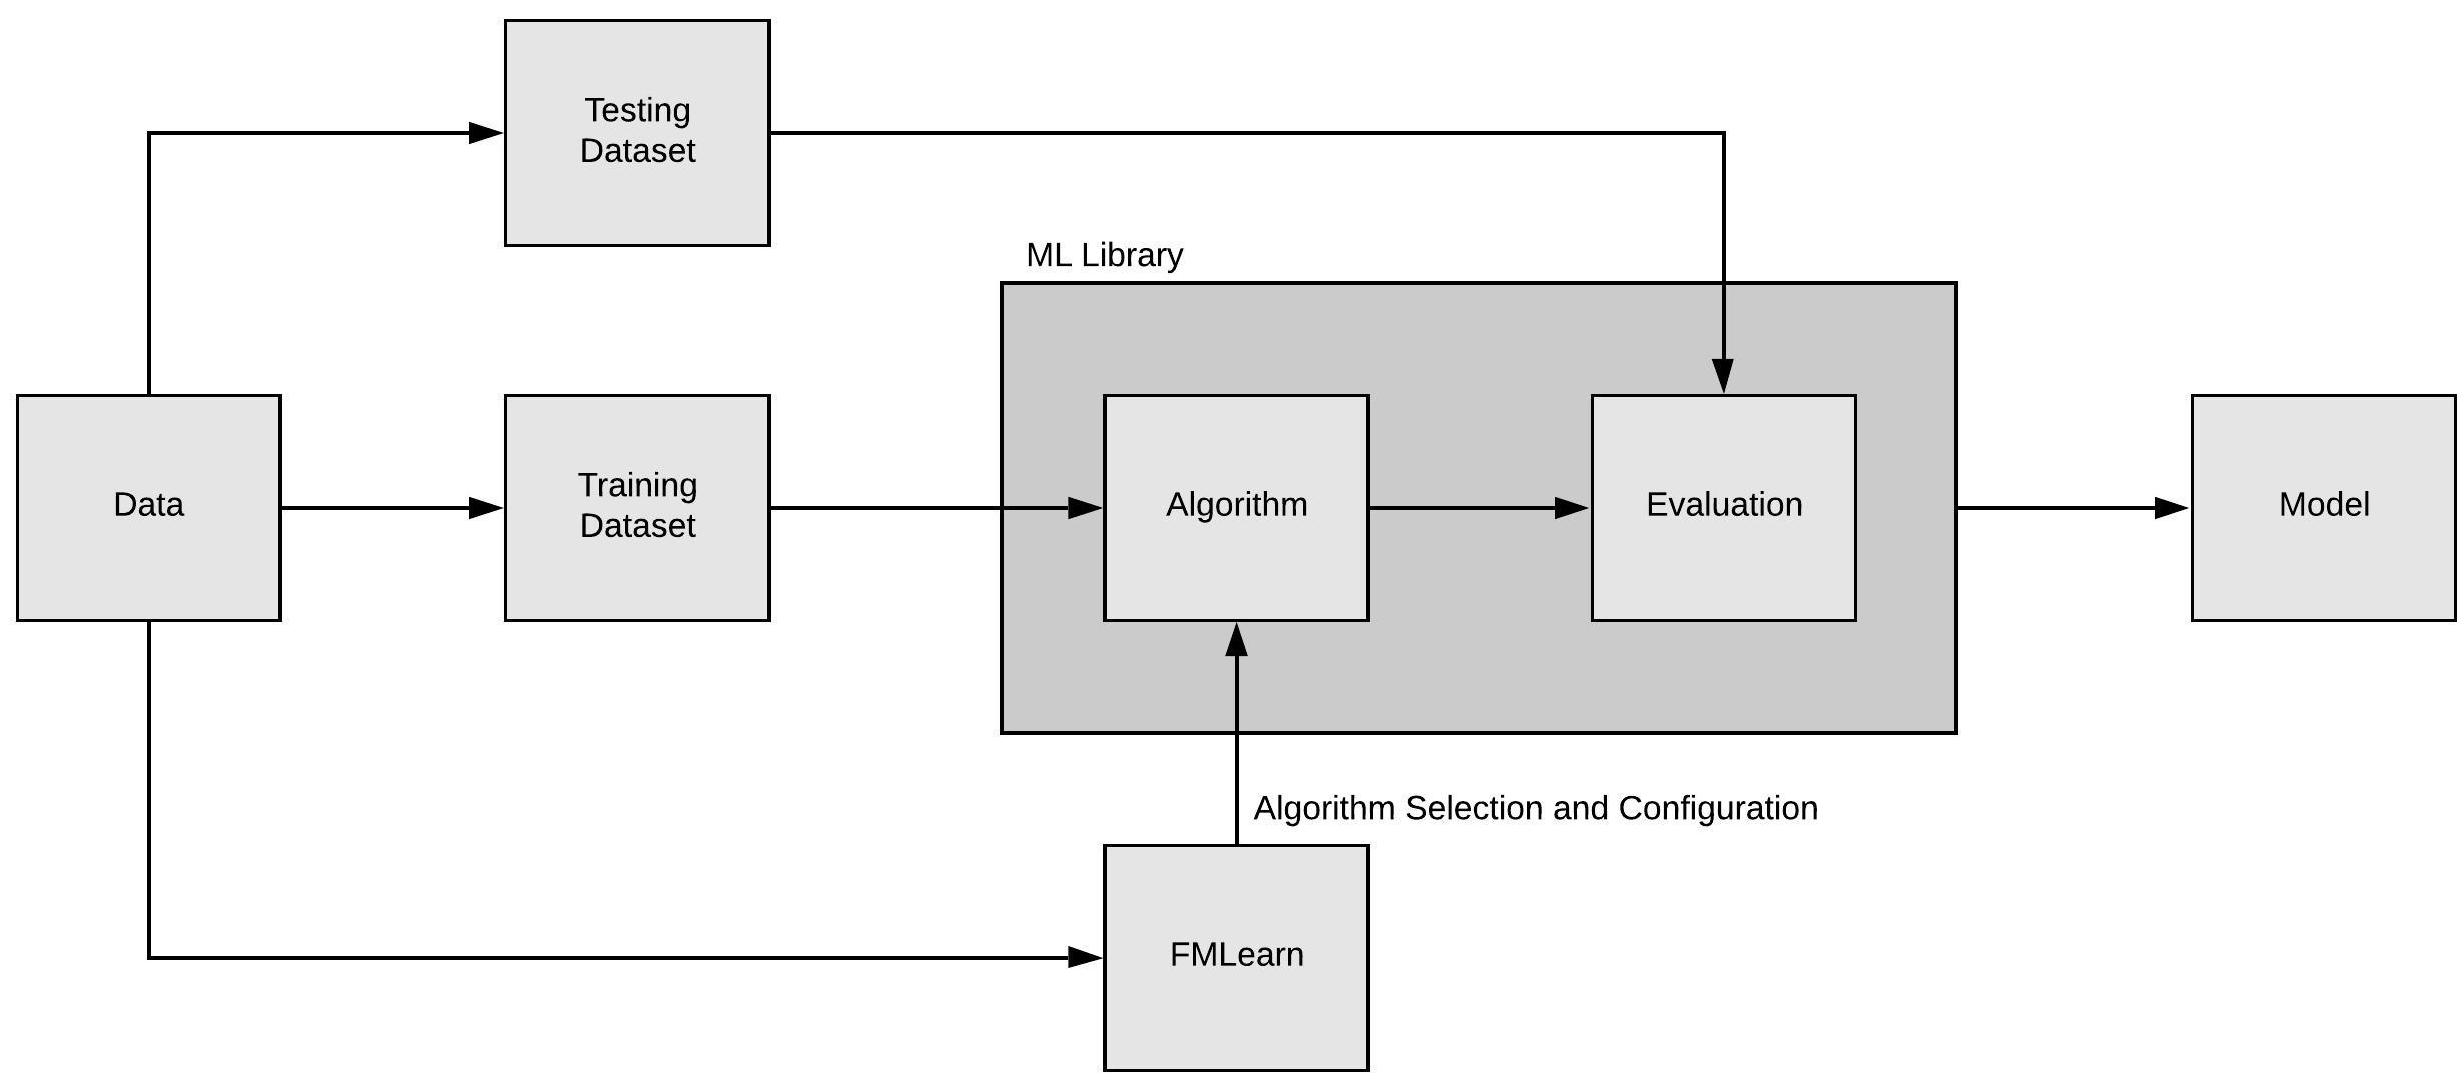 Testing
Dataset
ML Library
Data
Training
Dataset
Algorithm
Evaluation
Model
Algorithm Selection and Configuration
FMLearn